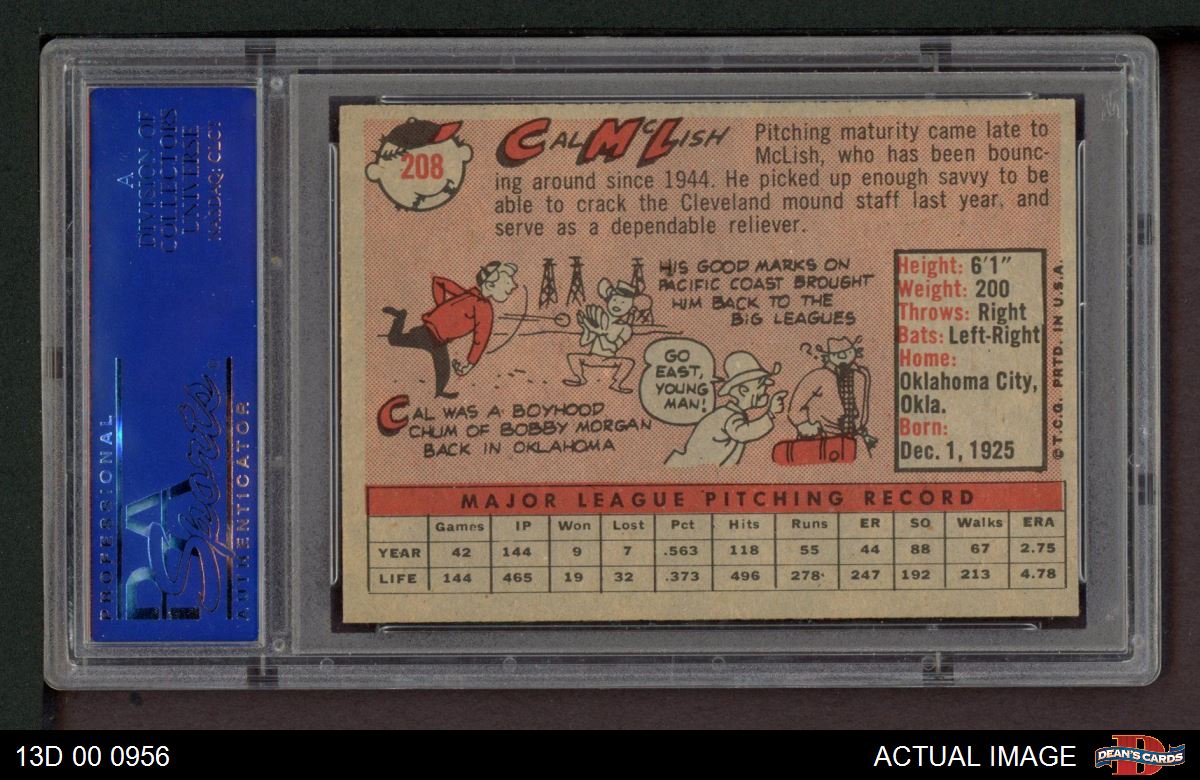 208
CAL MCLISH
Pitching maturity came late to
McLish, who has been bounc-
ing around since 1944. He picked up enough savvy to be
able to crack the Cleveland mound staff last year, and
serve as a dependable reliever.
HIS GOOD MARKS ON
PACIFIC COAST BROUGHT
HIM BACK TO THE
BIG LEAGUES
GO
EAST,
YOUNG
MAN!
CAL WAS A BOYHOOD
CHUM OF BOBBY MORGAN
BACK IN OKLAHOMA
Height: 6'1"
Weight: 200
Throws: Right
Bats: Left-Right
Home:
Oklahoma City,
Okla.
Born:
Dec. 1, 1925
© T.C.G. PRTD. IN U.S.A.
MAJOR LEAGUE PITCHING RECORD
Games IP Won Lost Pct Hits Runs ER SO Walks ERA
YEAR 42 144 9 7 .563 118 55 44 88 67 2.75
LIFE 144 465 19 32 .373 496 278 247 192 213 4.78
PROFESSIONAL
PSA
Sports
AUTHENTICATOR
A
DIVISION OF
COLLECTORS
UNIVERSE
NASDAQ: CLCT
13D 00 0956
ACTUAL IMAGE
DEAN'S CARDS